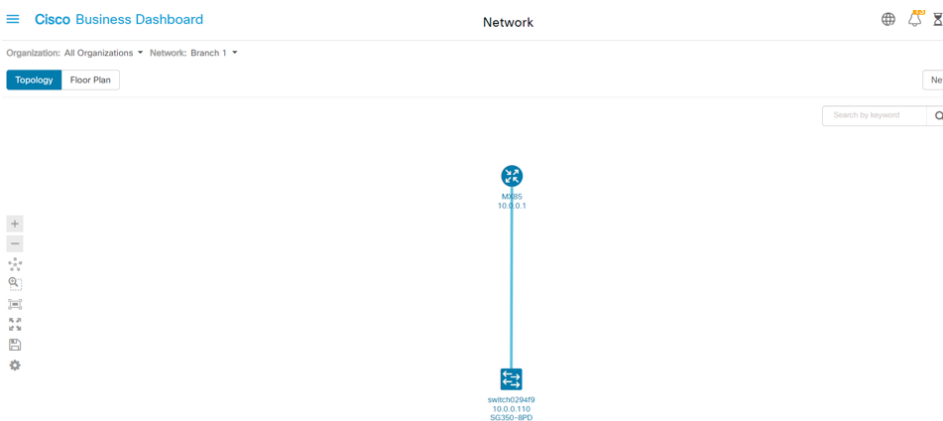 Cisco Business Dashboard
Network
Organization: All Organizations Network: Branch 1
Topology Floor Plan
Ne
Search by keyword
MX85
10.0.0.1
switch0294f9
10.0.0.110
SG350-8PD